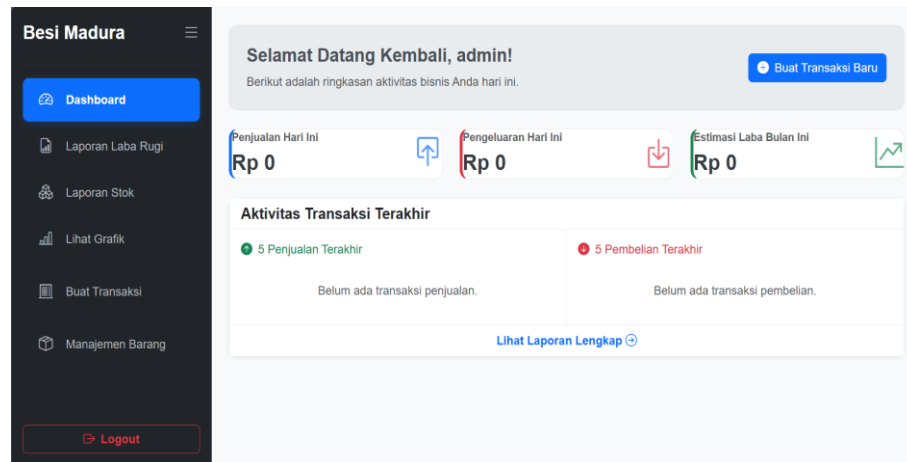 Besi Madura
Dashboard
Laporan Laba Rugi
Laporan Stok
Lihat Grafik
Buat Transaksi
Manajemen Barang
Logout
Selamat Datang Kembali, admin!
Berikut adalah ringkasan aktivitas bisnis Anda hari ini.
Buat Transaksi Baru
Penjualan Hari Ini
Rp 0
Pengeluaran Hari Ini
Rp 0
Estimasi Laba Bulan Ini
Rp 0
Aktivitas Transaksi Terakhir
5 Penjualan Terakhir
Belum ada transaksi penjualan.
5 Pembelian Terakhir
Belum ada transaksi pembelian.
Lihat Laporan Lengkap